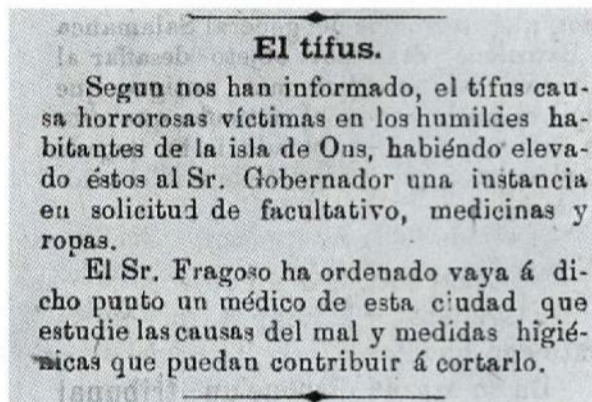 El tífus.
Segun nos han informado, el tífus cau-
sa horrorosas víctimas en los humildes ha-
bitantes de la isla de Ons, habiéndo eleva-
do éstos al Sr. Gobernador una instancia
en solicitud de facultativo, medicinas y
ropas.
El Sr. Fragoso ha ordenado vaya á di-
cho punto un médico de esta ciudad que
estudie las causas del mal y medidas higié-
nicas que puedan contribuir á cortarlo.